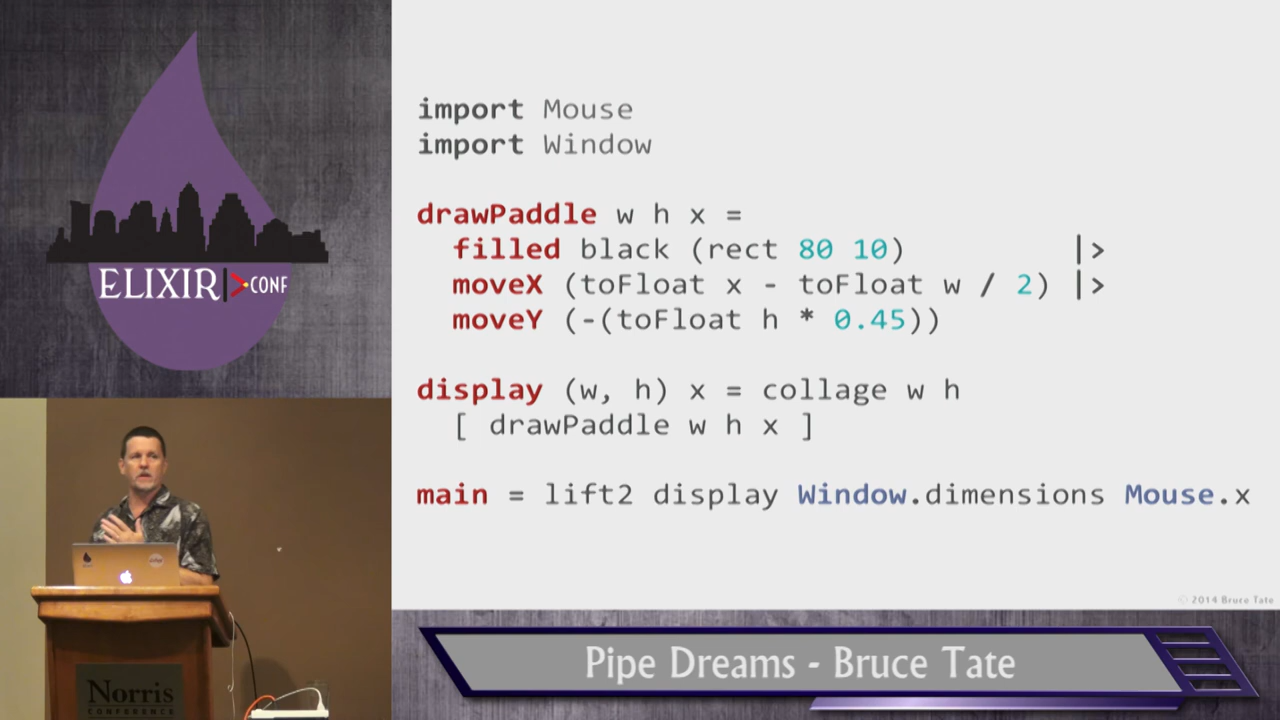 ELIXIR|>CONF
import Mouse
import Window
drawPaddle w h x =
  filled black (rect 80 10)         |>
  moveX (toFloat x - toFloat w / 2) |>
  moveY (-(toFloat h * 0.45))
display (w, h) x = collage w h
  [ drawPaddle w h x ]
main = lift2 display Window.dimensions Mouse.x
© 2014 Bruce Tate
Norris
CONFERENCE
Pipe Dreams - Bruce Tate